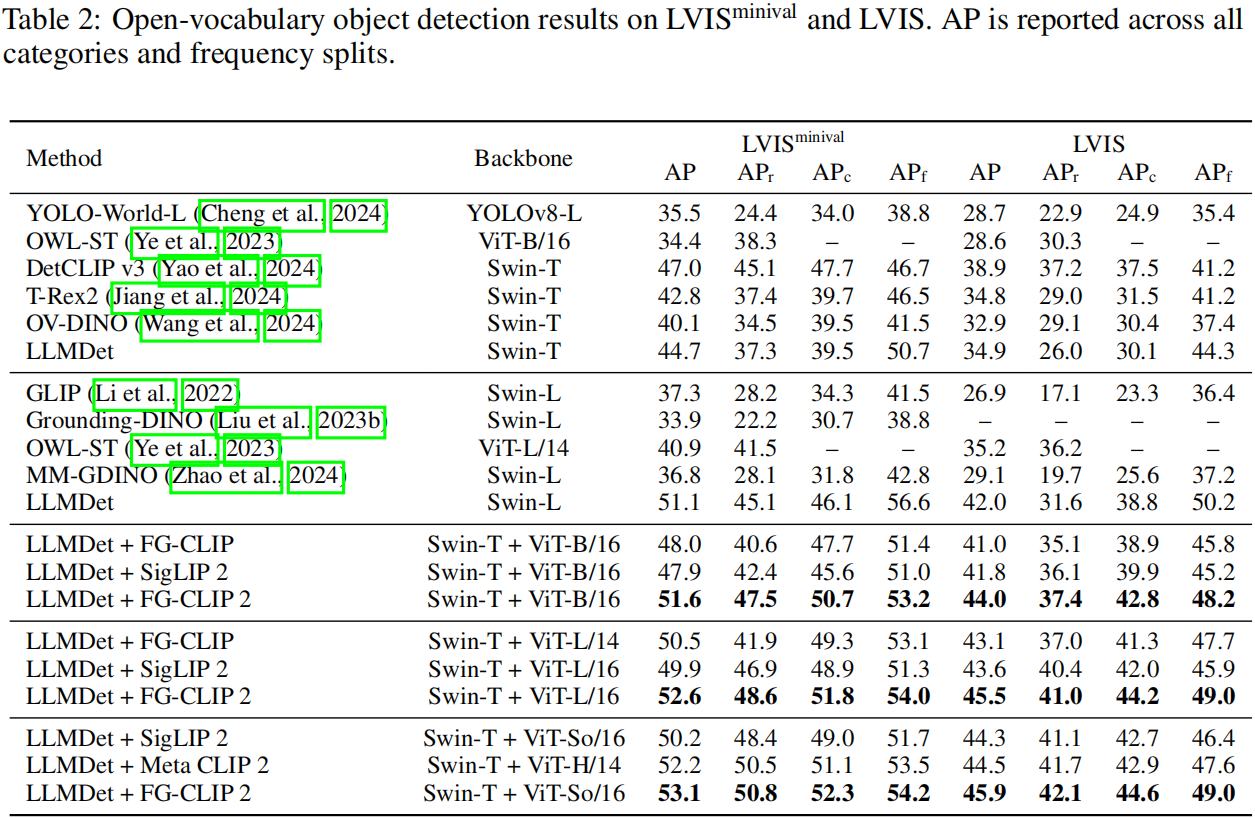 Table 2: Open-vocabulary object detection results on LVISminival and LVIS. AP is reported across all
categories and frequency splits.
Method Backbone LVISminival LVIS
AP APr APc APf AP APr APc APf
YOLO-World-L (Cheng et al., 2024) YOLOv8-L 35.5 24.4 34.0 38.8 28.7 22.9 24.9 35.4
OWL-ST (Ye et al., 2023) ViT-B/16 34.4 38.3 – – 28.6 30.3 – –
DetCLIP v3 (Yao et al., 2024) Swin-T 47.0 45.1 47.7 46.7 38.9 37.2 37.5 41.2
T-Rex2 (Jiang et al., 2024) Swin-T 42.8 37.4 39.7 46.5 34.8 29.0 31.5 41.2
OV-DINO (Wang et al., 2024) Swin-T 40.1 34.5 39.5 41.5 32.9 29.1 30.4 37.4
LLMDet Swin-T 44.7 37.3 39.5 50.7 34.9 26.0 30.1 44.3
GLIP (Li et al., 2022) Swin-L 37.3 28.2 34.3 41.5 26.9 17.1 23.3 36.4
Grounding-DINO (Liu et al., 2023b) Swin-L 33.9 22.2 30.7 38.8 – – – –
OWL-ST (Ye et al., 2023) ViT-L/14 40.9 41.5 – – 35.2 36.2 – –
MM-GDINO (Zhao et al., 2024) Swin-L 36.8 28.1 31.8 42.8 29.1 19.7 25.6 37.2
LLMDet Swin-L 51.1 45.1 46.1 56.6 42.0 31.6 38.8 50.2
LLMDet + FG-CLIP Swin-T + ViT-B/16 48.0 40.6 47.7 51.4 41.0 35.1 38.9 45.8
LLMDet + SigLIP 2 Swin-T + ViT-B/16 47.9 42.4 45.6 51.0 41.8 36.1 39.9 45.2
LLMDet + FG-CLIP 2 Swin-T + ViT-B/16 51.6 47.5 50.7 53.2 44.0 37.4 42.8 48.2
LLMDet + FG-CLIP Swin-T + ViT-L/14 50.5 41.9 49.3 53.1 43.1 37.0 41.3 47.7
LLMDet + SigLIP 2 Swin-T + ViT-L/16 49.9 46.9 48.9 51.3 43.6 40.4 42.0 45.9
LLMDet + FG-CLIP 2 Swin-T + ViT-L/16 52.6 48.6 51.8 54.0 45.5 41.0 44.2 49.0
LLMDet + SigLIP 2 Swin-T + ViT-So/16 50.2 48.4 49.0 51.7 44.3 41.1 42.7 46.4
LLMDet + Meta CLIP 2 Swin-T + ViT-H/14 52.2 50.5 51.1 53.5 44.5 41.7 42.9 47.6
LLMDet + FG-CLIP 2 Swin-T + ViT-So/16 53.1 50.8 52.3 54.2 45.9 42.1 44.6 49.0